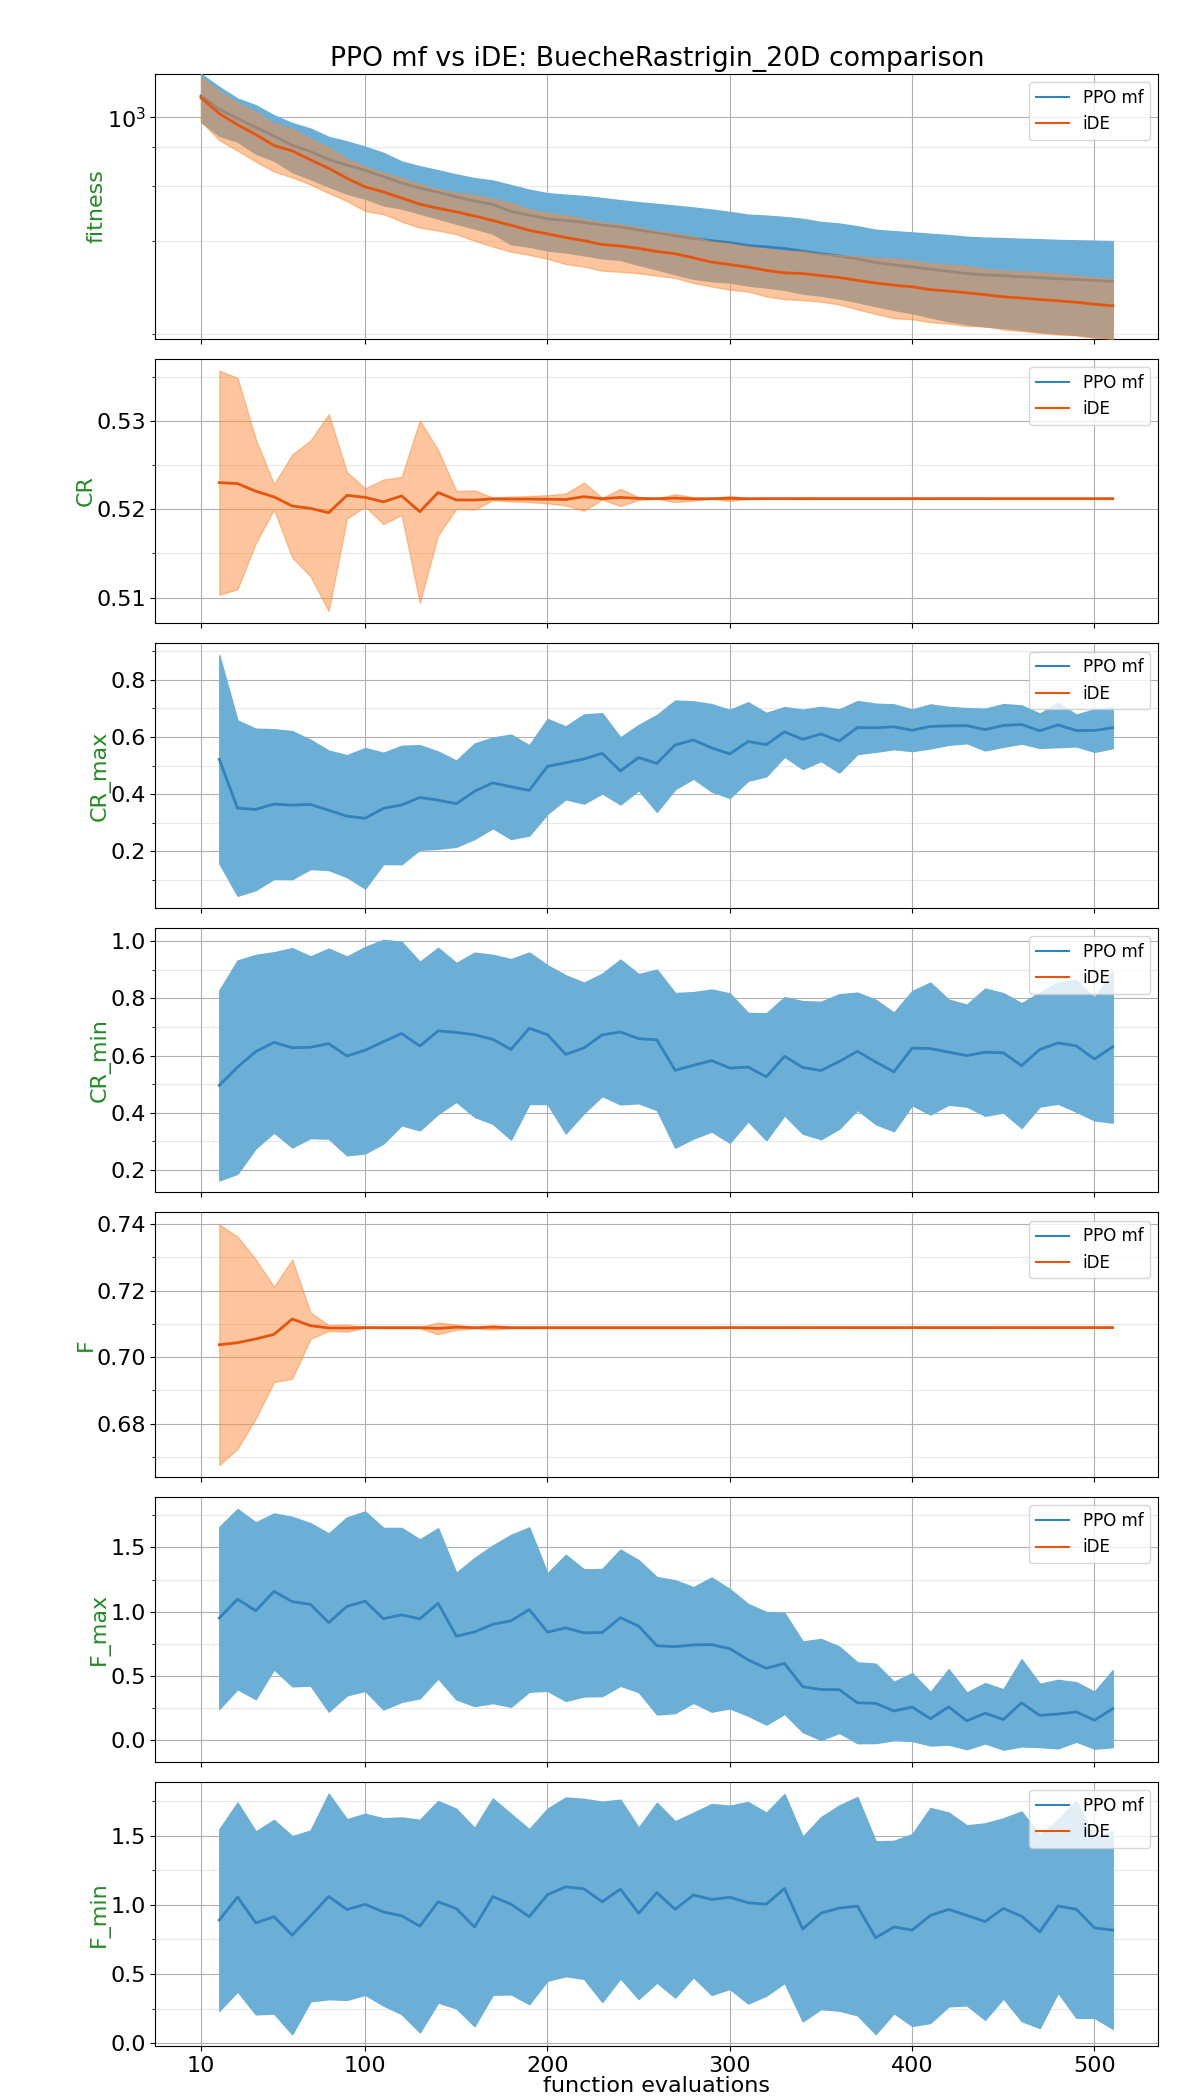 PPO mf vs iDE: BuecheRastrigin_20D comparison
10³
fitness
PPO mf
iDE
0.53
0.52
0.51
CR
PPO mf
iDE
0.8
0.6
0.4
0.2
CR_max
PPO mf
iDE
1.0
0.8
0.6
0.4
0.2
CR_min
PPO mf
iDE
0.74
0.72
0.70
0.68
F
PPO mf
iDE
1.5
1.0
0.5
0.0
F_max
PPO mf
iDE
1.5
1.0
0.5
0.0
F_min
PPO mf
iDE
10 100 200 300 400 500
function evaluations